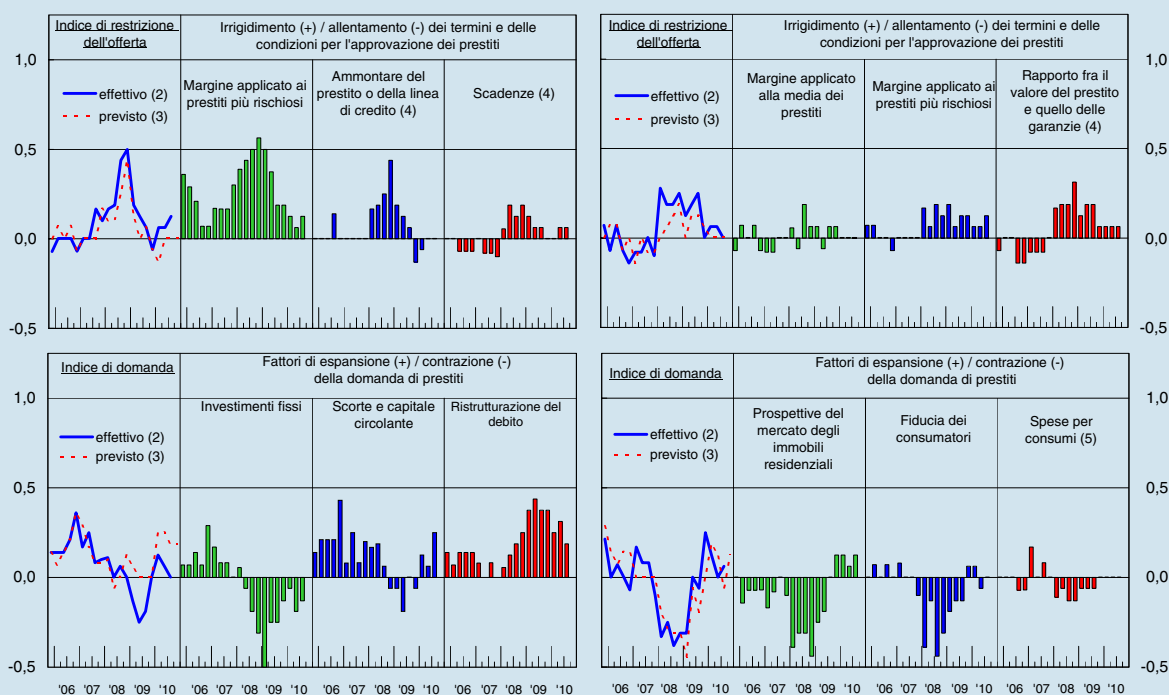 Indice di restrizione
dell'offerta
Irrigidimento (+) / allentamento (-) dei termini e delle
condizioni per l'approvazione dei prestiti
1,0
effettivo (2)
previsto (3)
Margine applicato ai
prestiti più rischiosi
Ammontare del
prestito o della linea
di credito (4)
Scadenze (4)
0,5
0,0
-0,5
Indice di restrizione
dell'offerta
Irrigidimento (+) / allentamento (-) dei termini e delle
condizioni per l'approvazione dei prestiti
1,0
effettivo (2)
previsto (3)
Margine applicato
alla media dei
prestiti
Margine applicato ai
prestiti più rischiosi
Rapporto fra il
valore del prestito
e quello delle
garanzie (4)
0,5
0,0
-0,5
Indice di domanda
Fattori di espansione (+) / contrazione (-)
della domanda di prestiti
1,0
effettivo (2)
previsto (3)
Investimenti fissi
Scorte e capitale
circolante
Ristrutturazione del
debito
0,5
0,0
-0,5
'06 '07 '08 '09 '10
'06 '07 '08 '09 '10
'06 '07 '08 '09 '10
'06 '07 '08 '09 '10
Indice di domanda
Fattori di espansione (+) / contrazione (-)
della domanda di prestiti
1,0
effettivo (2)
previsto (3)
Prospettive del
mercato degli
immobili
residenziali
Fiducia dei
consumatori
Spese per
consumi (5)
0,5
0,0
-0,5
'06 '07 '08 '09 '10
'06 '07 '08 '09 '10
'06 '07 '08 '09 '10
'06 '07 '08 '09 '10